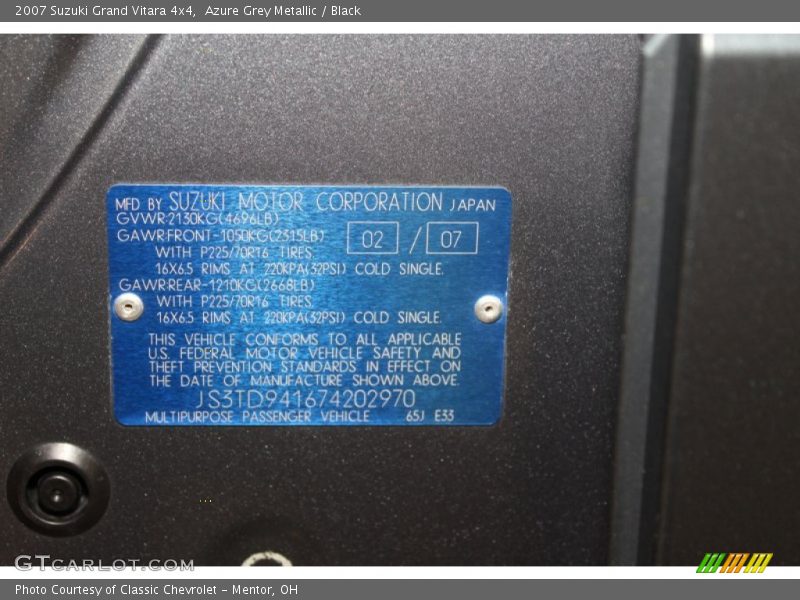 2007 Suzuki Grand Vitara 4x4,  Azure Grey Metallic / Black
MFD BY SUZUKI MOTOR CORPORATION JAPAN
GVWR:2130KG(4696LB)
GAWR:FRONT-1050KG(2315LB) 02 / 07
WITH P225/70R16 TIRES.
16X6.5 RIMS AT 220KPA(32PSI) COLD SINGLE.
GAWR:REAR-1210KG(2668LB)
WITH P225/70R16 TIRES.
16X6.5 RIMS AT 220KPA(32PSI) COLD SINGLE.
THIS VEHICLE CONFORMS TO ALL APPLICABLE
U.S. FEDERAL MOTOR VEHICLE SAFETY AND
THEFT PREVENTION STANDARDS IN EFFECT ON
THE DATE OF MANUFACTURE SHOWN ABOVE.
JS3TD941674202970
MULTIPURPOSE PASSENGER VEHICLE 65J E33
GTCARLOT.COM
Photo Courtesy of Classic Chevrolet - Mentor, OH